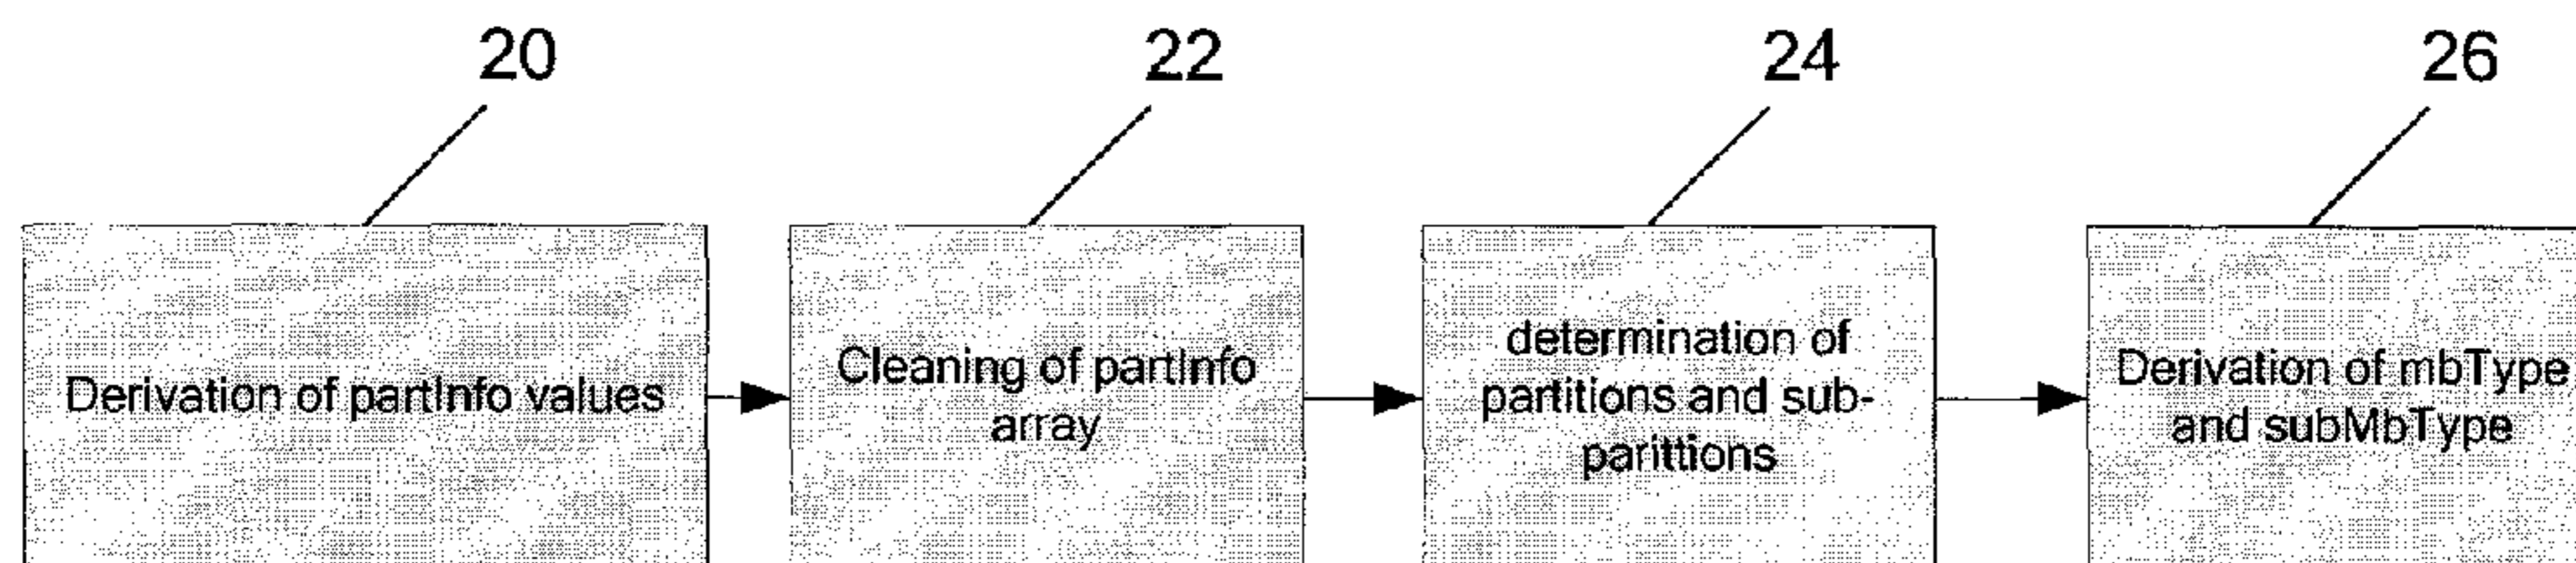 20
22
24
26
Derivation of partInfo values
Cleaning of partInfo
array
determination of
partitions and sub-
parittions
Derivation of mbType
and subMbType